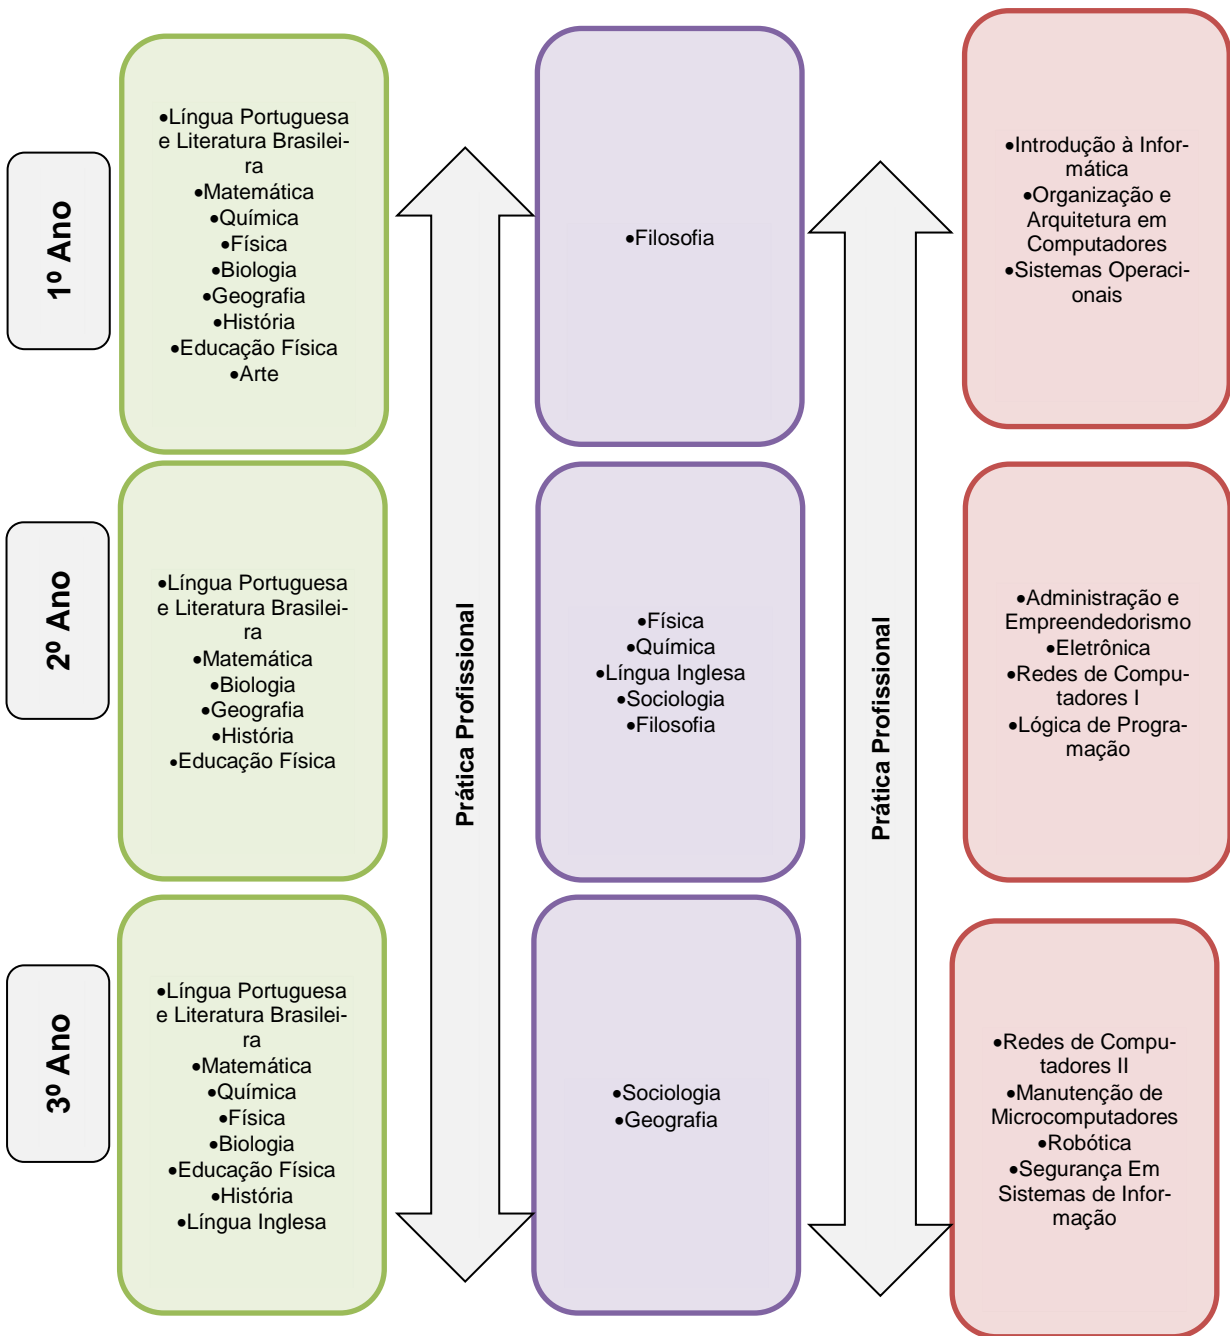 1º Ano
•Língua Portuguesa
e Literatura Brasilei-
ra
•Matemática
•Química
•Física
•Biologia
•Geografia
•História
•Educação Física
•Arte
•Filosofia
•Introdução à Infor-
mática
•Organização e
Arquitetura em
Computadores
•Sistemas Operaci-
onais
2º Ano
•Língua Portuguesa
e Literatura Brasilei-
ra
•Matemática
•Biologia
•Geografia
•História
•Educação Física
Prática Profissional
•Física
•Química
•Língua Inglesa
•Sociologia
•Filosofia
Prática Profissional
•Administração e
Empreendedorismo
•Eletrônica
•Redes de Compu-
tadores I
•Lógica de Progra-
mação
3º Ano
•Língua Portuguesa
e Literatura Brasilei-
ra
•Matemática
•Química
•Física
•Biologia
•Educação Física
•História
•Língua Inglesa
•Sociologia
•Geografia
•Redes de Compu-
tadores II
•Manutenção de
Microcomputadores
•Robótica
•Segurança Em
Sistemas de Infor-
mação